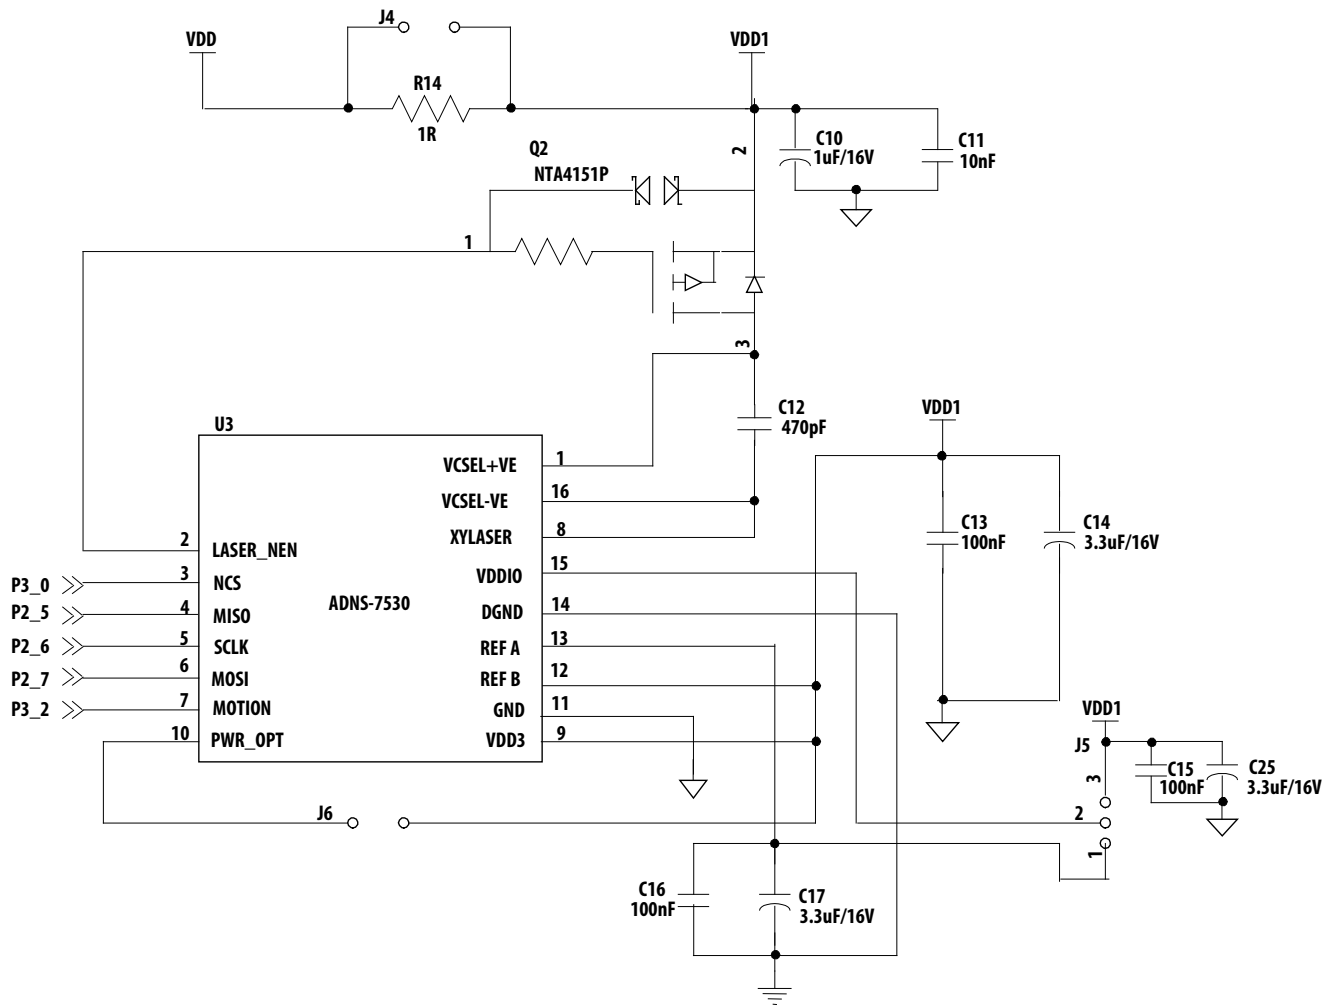 J4
VDD
VDD1
R14
1R
C10
1uF/16V
C11
10nF
2
Q2
NTA4151P
1
3
C12
470pF
VDD1
U3
VCSEL+VE 1
VCSEL-VE 16
XYLASER 8
C13
100nF
C14
3.3uF/16V
2 LASER_NEN
VDDIO 15
P3_0 3 NCS
ADNS-7530
DGND 14
P2_5 4 MISO
REF A 13
P2_6 5 SCLK
REF B 12
P2_7 6 MOSI
GND 11
P3_2 7 MOTION
VDD3 9
10 PWR_OPT
VDD1
J5
3
C15
100nF
C25
3.3uF/16V
J6
2
1
C16
100nF
C17
3.3uF/16V